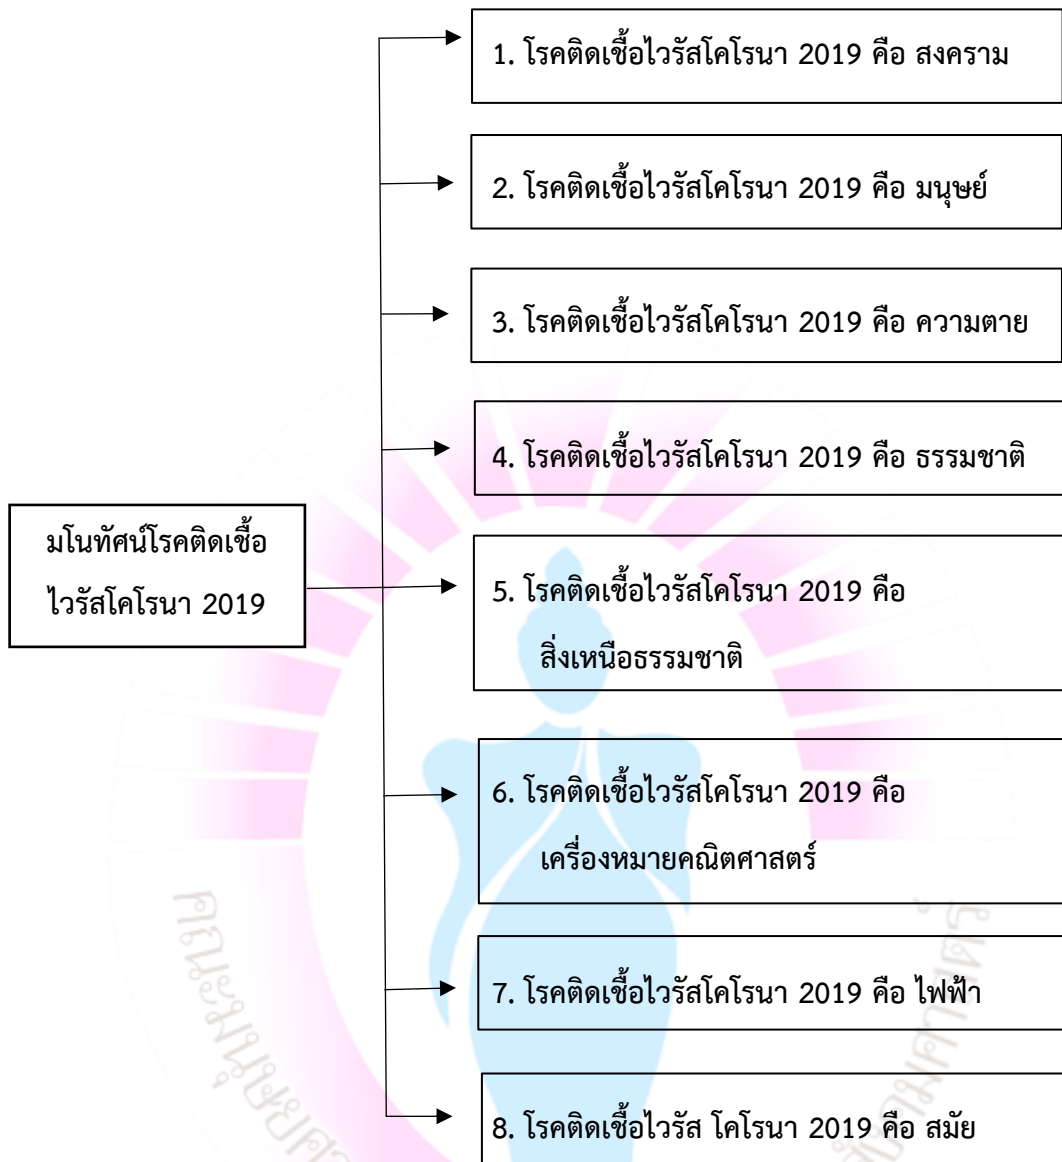 1. โรคติดเชื้อไวรัสโคโรนา 2019 คือ สงคราม
2. โรคติดเชื้อไวรัสโคโรนา 2019 คือ มนุษย์
3. โรคติดเชื้อไวรัสโคโรนา 2019 คือ ความตาย
4. โรคติดเชื้อไวรัสโคโรนา 2019 คือ ธรรมชาติ
มโนทัศน์โรคติดเชื้อ
ไวรัสโคโรนา 2019
5. โรคติดเชื้อไวรัสโคโรนา 2019 คือ
สิ่งเหนือธรรมชาติ
6. โรคติดเชื้อไวรัสโคโรนา 2019 คือ
เครื่องหมายคณิตศาสตร์
7. โรคติดเชื้อไวรัสโคโรนา 2019 คือ ไฟฟ้า
8. โรคติดเชื้อไวรัส โคโรนา 2019 คือ สมัย